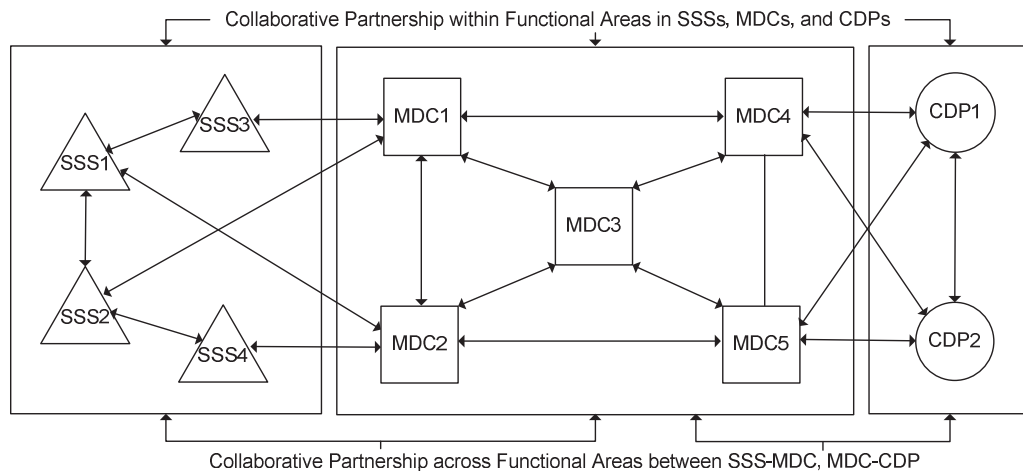 Collaborative Partnership within Functional Areas in SSSs, MDCs, and CDPs
SSS3
MDC1
MDC4
CDP1
SSS1
MDC3
SSS2
SSS4
MDC2
MDC5
CDP2
Collaborative Partnership across Functional Areas between SSS-MDC, MDC-CDP